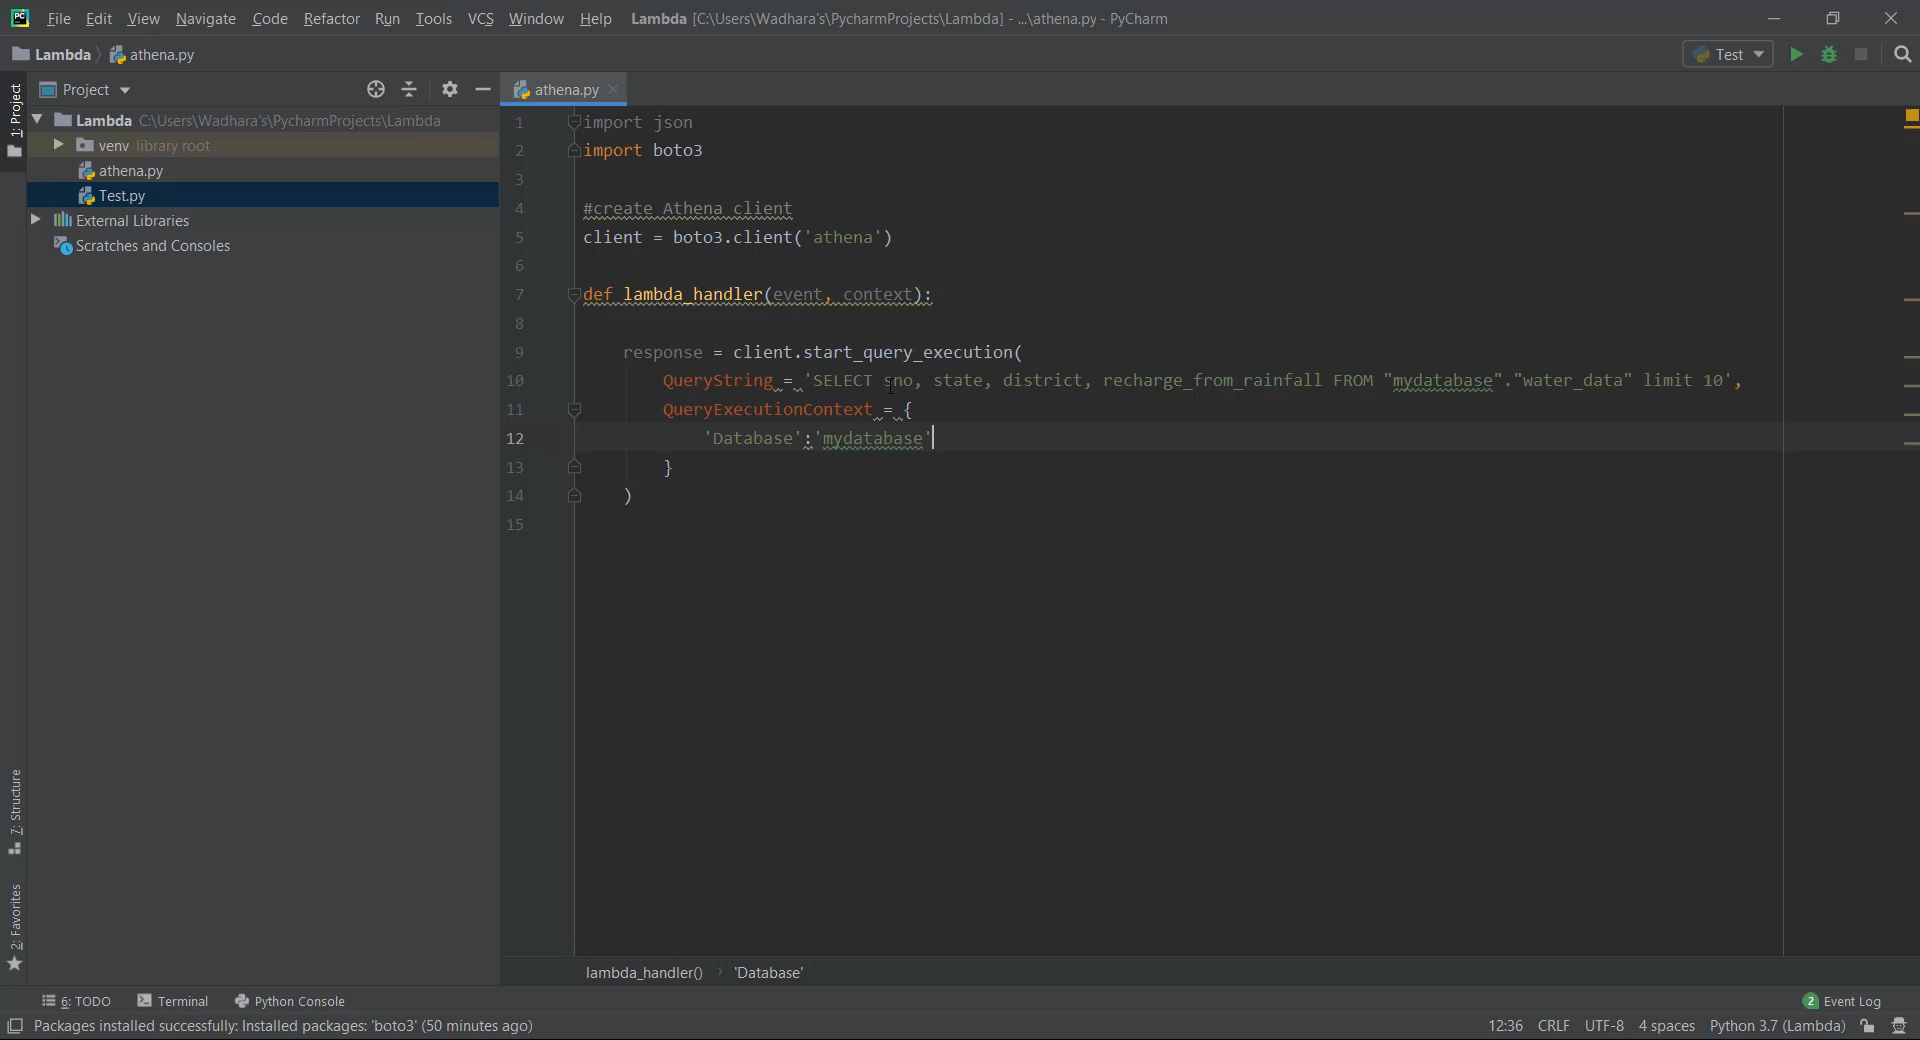 File Edit View Navigate Code Refactor Run Tools VCS Window Help Lambda [C:\Users\Wadhara's\PycharmProjects\Lambda] - ...\athena.py - PyCharm
Lambda athena.py Test
1: Project
Project
athena.py
Lambda C:\Users\Wadhara's\PycharmProjects\Lambda
venv library root
athena.py
Test.py
External Libraries
Scratches and Consoles
1 import json
2 import boto3
3
4 #create Athena client
5 client = boto3.client('athena')
6
7 def lambda_handler(event, context):
8
9 response = client.start_query_execution(
10 QueryString = 'SELECT sno, state, district, recharge_from_rainfall FROM "mydatabase"."water_data" limit 10',
11 QueryExecutionContext = {
12 'Database':'mydatabase'
13 }
14 )
15
7: Structure
2: Favorites
lambda_handler() › 'Database'
6: TODO Terminal Python Console 2 Event Log
Packages installed successfully: Installed packages: 'boto3' (50 minutes ago) 12:36 CRLF UTF-8 4 spaces Python 3.7 (Lambda)